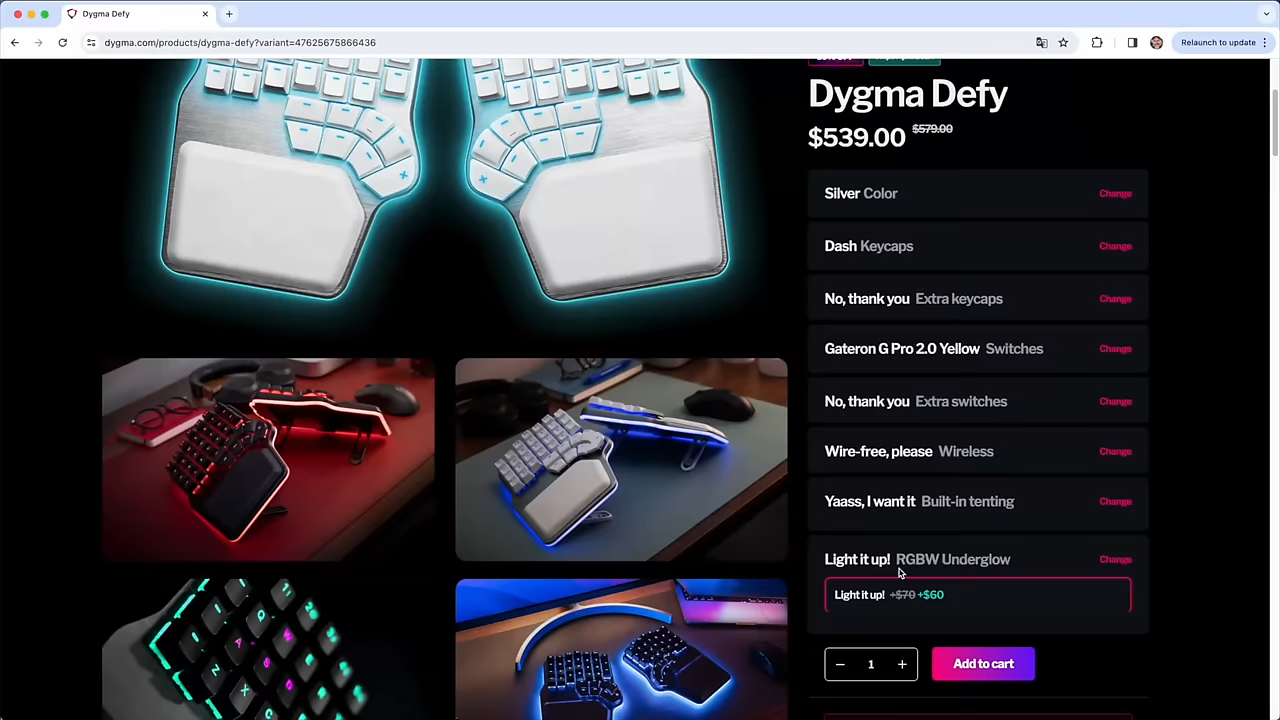 Dygma Defy
dygma.com/products/dygma-defy?variant=47625675866436
Relaunch to update
Dygma Defy
$539.00 $579.00
Silver Color Change
Dash Keycaps Change
No, thank you Extra keycaps Change
Gateron G Pro 2.0 Yellow Switches Change
No, thank you Extra switches Change
Wire-free, please Wireless Change
Yaass, I want it Built-in tenting Change
Light it up! RGBW Underglow Change
Light it up! +$70 +$60
− 1 + Add to cart